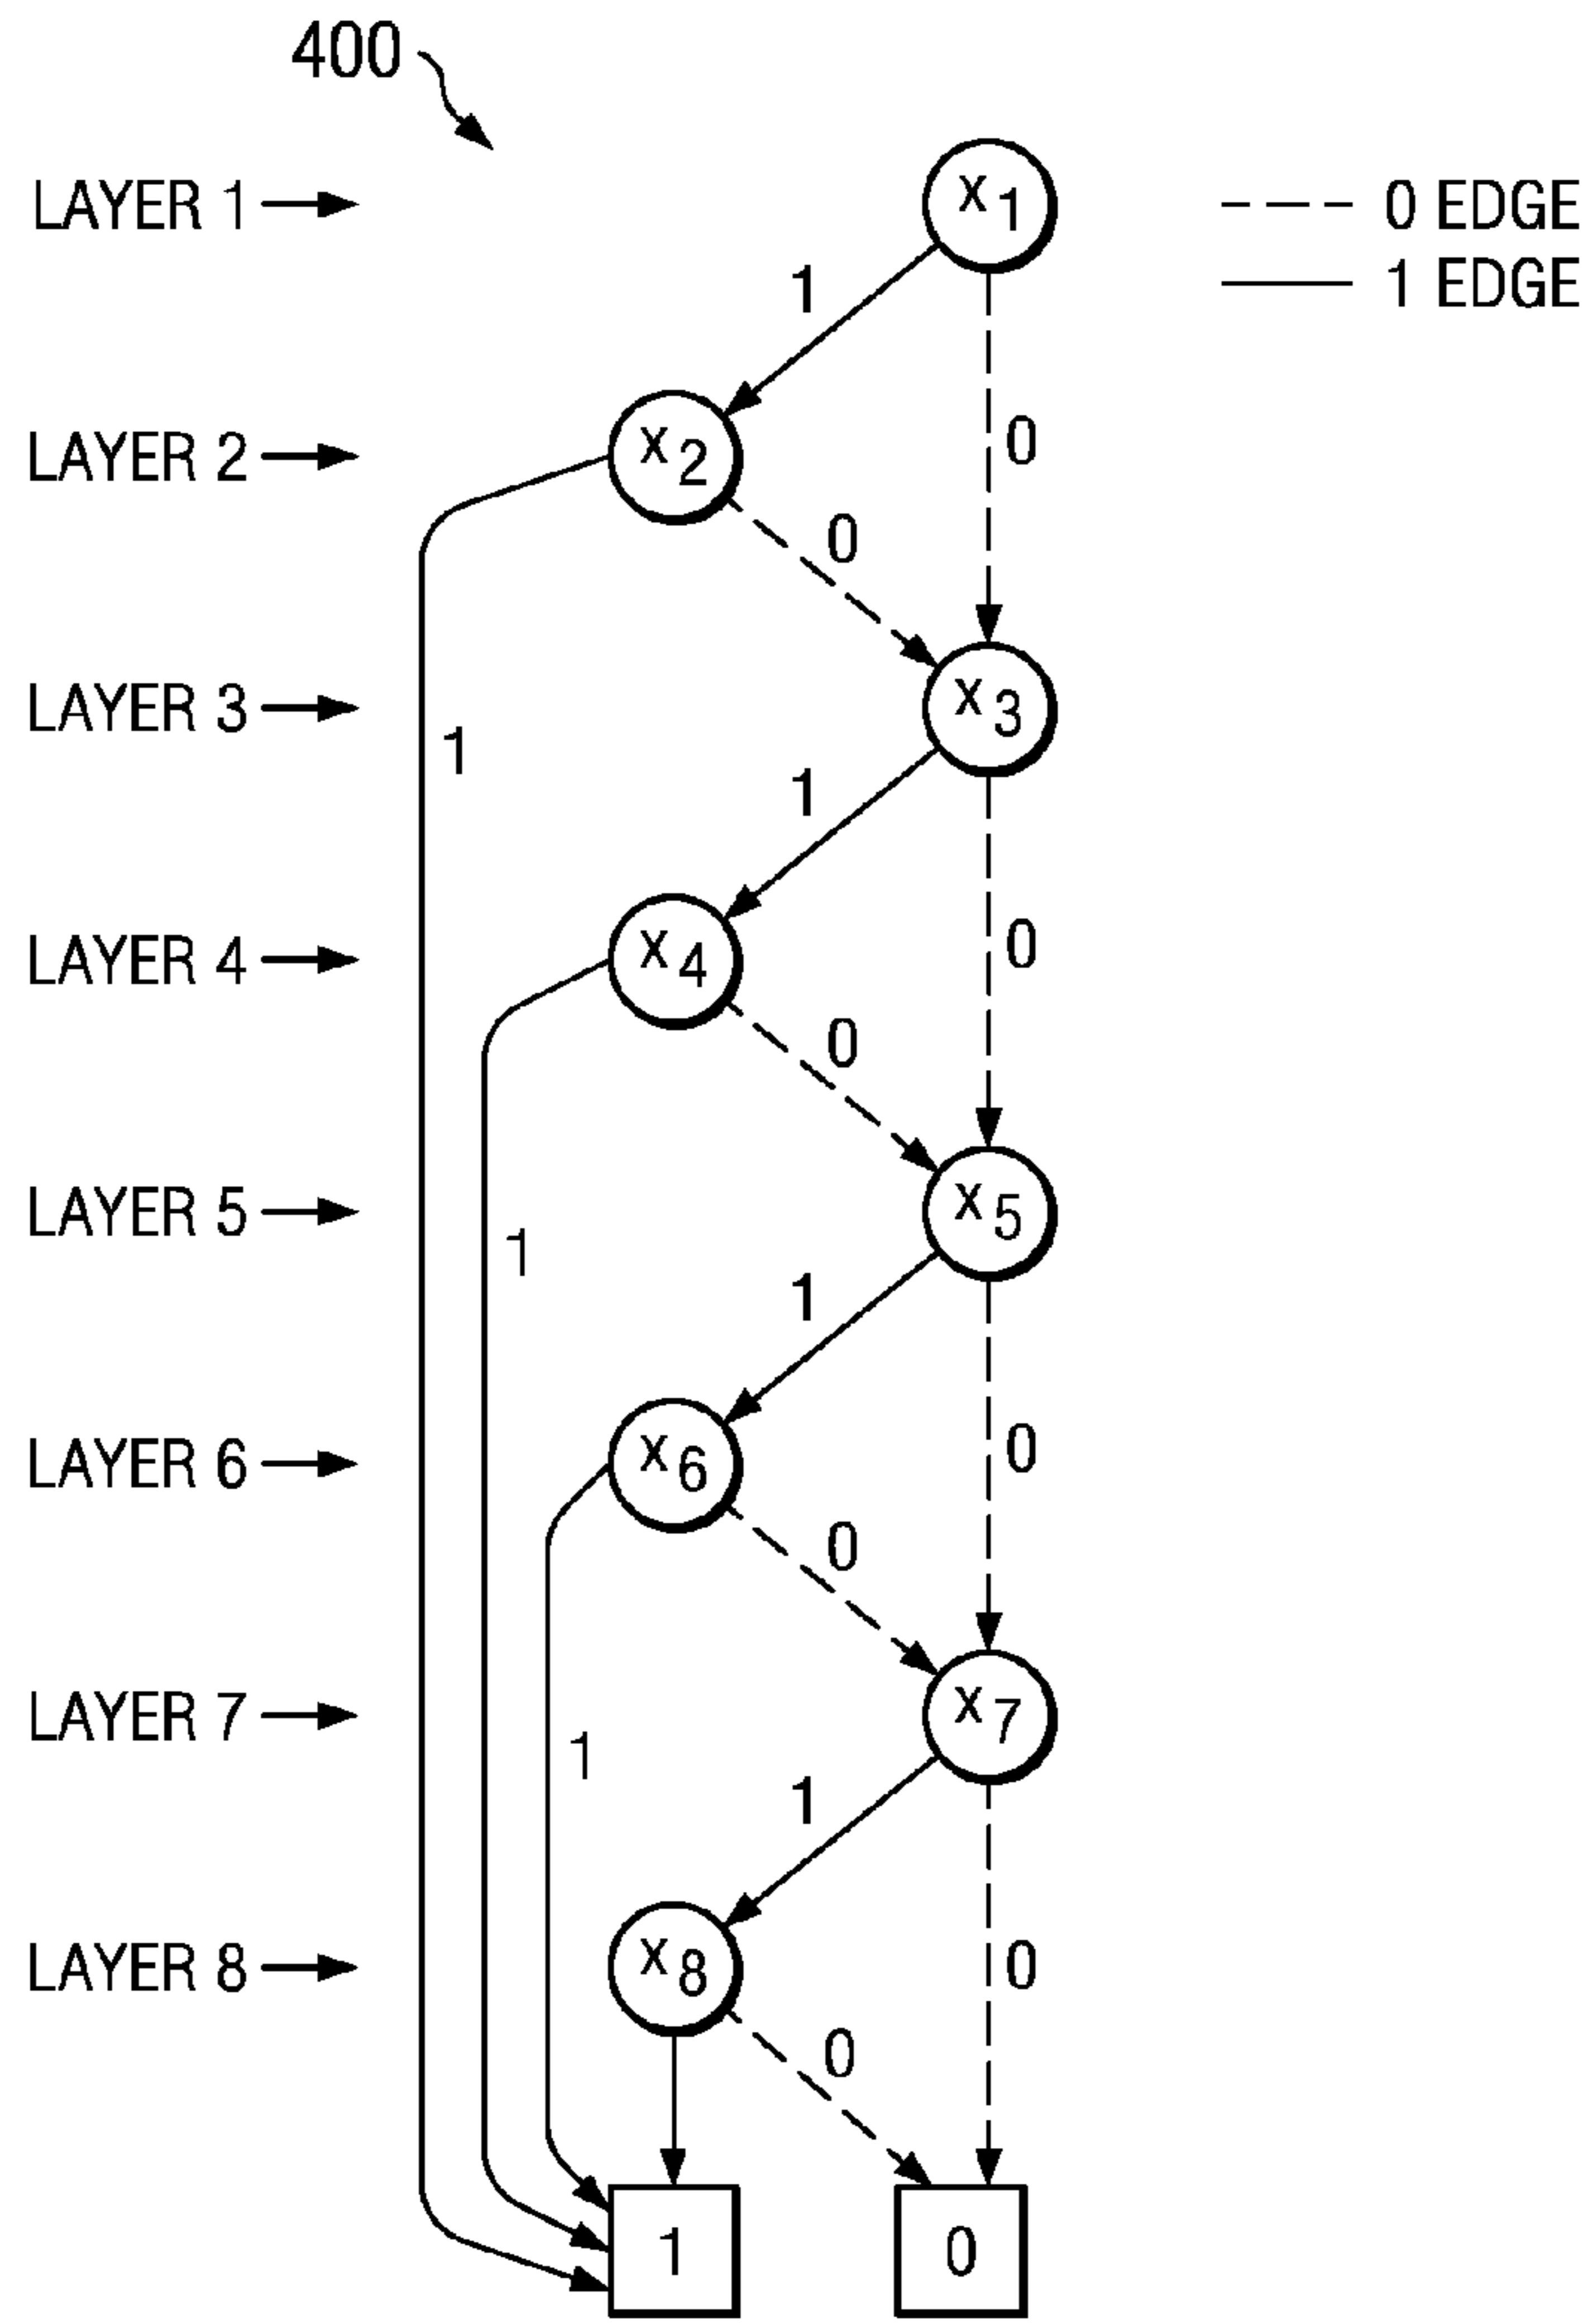 400
LAYER 1
x1
0 EDGE
1 EDGE
1
0
LAYER 2
x2
0
LAYER 3
x3
1
1
0
LAYER 4
x4
0
LAYER 5
x5
1
1
0
LAYER 6
x6
0
LAYER 7
x7
1
1
0
LAYER 8
x8
0
1
0